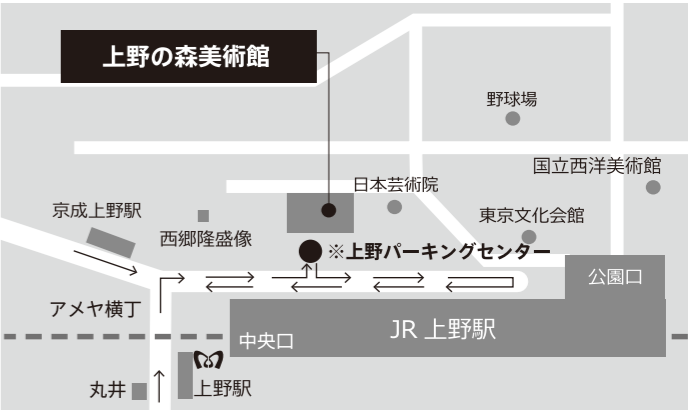 上野の森美術館
野球場
国立西洋美術館
日本芸術院
京成上野駅
東京文化会館
西郷隆盛像
※上野パーキングセンター
公園口
アメヤ横丁
JR 上野駅
中央口
丸井
上野駅